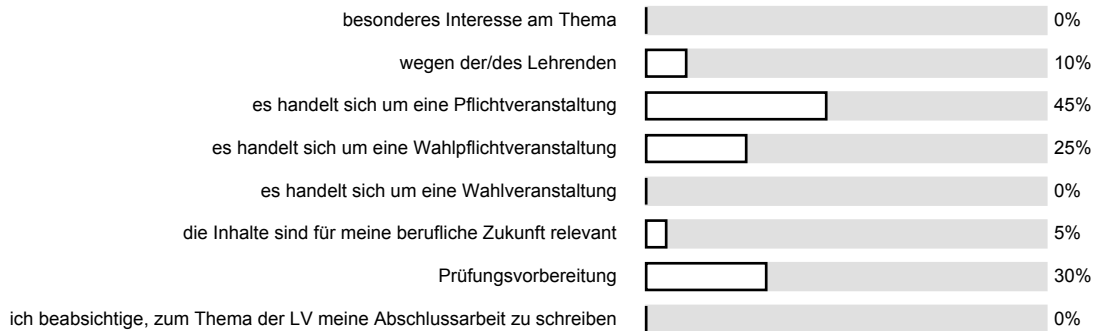 besonderes Interesse am Thema 0%
wegen der/des Lehrenden 10%
es handelt sich um eine Pflichtveranstaltung 45%
es handelt sich um eine Wahlpflichtveranstaltung 25%
es handelt sich um eine Wahlveranstaltung 0%
die Inhalte sind für meine berufliche Zukunft relevant 5%
Prüfungsvorbereitung 30%
ich beabsichtige, zum Thema der LV meine Abschlussarbeit zu schreiben 0%